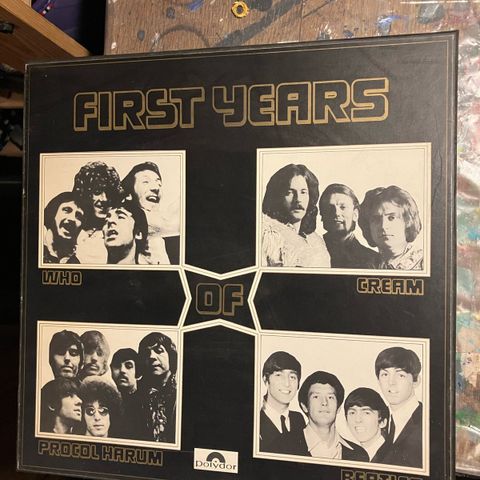 FIRST YEARS
WHO
CREAM
OF
PROCOL HARUM
Polydor